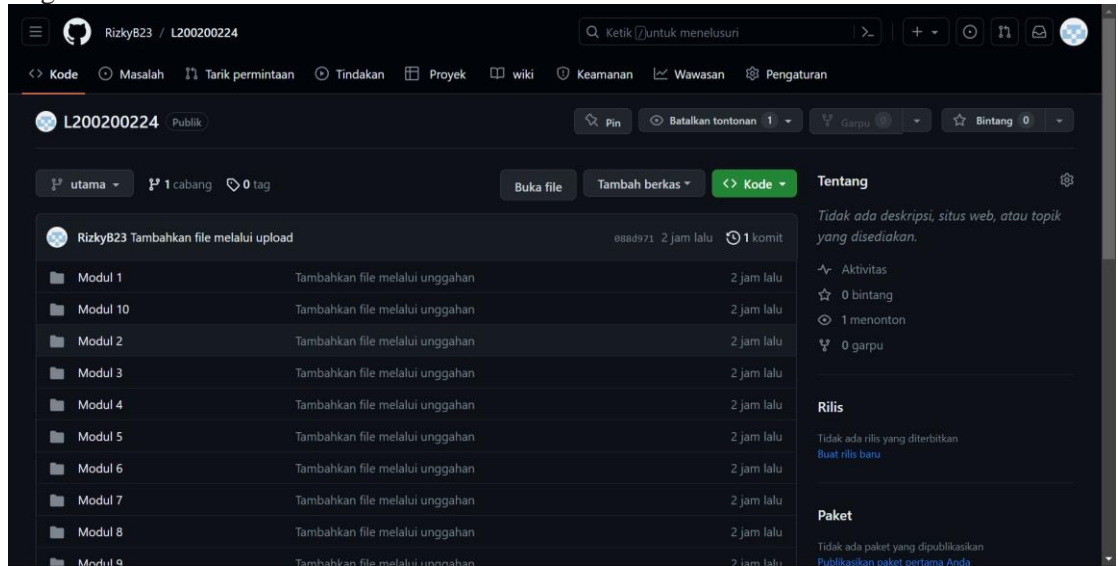 RizkyB23 / L200200224
Ketik / untuk menelusuri
Kode Masalah Tarik permintaan Tindakan Proyek wiki Keamanan Wawasan Pengaturan
L200200224 Publik
Pin Batalkan tontonan 1 Garpu 0 Bintang 0
utama 1 cabang 0 tag
Buka file Tambah berkas Kode
RizkyB23 Tambahkan file melalui upload 088d971 2 jam lalu 1 komit
Modul 1 Tambahkan file melalui unggahan 2 jam lalu
Modul 10 Tambahkan file melalui unggahan 2 jam lalu
Modul 2 Tambahkan file melalui unggahan 2 jam lalu
Modul 3 Tambahkan file melalui unggahan 2 jam lalu
Modul 4 Tambahkan file melalui unggahan 2 jam lalu
Modul 5 Tambahkan file melalui unggahan 2 jam lalu
Modul 6 Tambahkan file melalui unggahan 2 jam lalu
Modul 7 Tambahkan file melalui unggahan 2 jam lalu
Modul 8 Tambahkan file melalui unggahan 2 jam lalu
Modul 9 Tambahkan file melalui unggahan 2 jam lalu
Tentang
Tidak ada deskripsi, situs web, atau topik
yang disediakan.
Aktivitas
0 bintang
1 menonton
0 garpu
Rilis
Tidak ada rilis yang diterbitkan
Buat rilis baru
Paket
Tidak ada paket yang dipublikasikan
Publikasikan paket pertama Anda